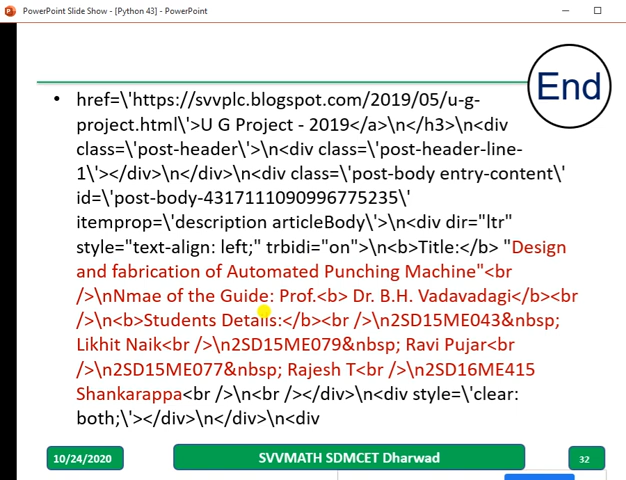 PowerPoint Slide Show - [Python 43] - PowerPoint
End
• href=\'https://svvplc.blogspot.com/2019/05/u-g-
project.html\'>U G Project - 2019</a>\n</h3>\n<div
class=\'post-header\'>\n<div class=\'post-header-line-
1\'></div>\n</div>\n<div class=\'post-body entry-content\'
id=\'post-body-4317111090996775235\'
itemprop=\'description articleBody\'>\n<div dir="ltr"
style="text-align: left;" trbidi="on">\n<b>Title:</b> "Design
and fabrication of Automated Punching Machine"<br
/>\nNmae of the Guide: Prof.<b> Dr. B.H. Vadavadagi</b><br
/>\n<b>Students Details:</b><br />\n2SD15ME043&nbsp;
Likhit Naik<br />\n2SD15ME079&nbsp; Ravi Pujar<br
/>\n2SD15ME077&nbsp; Rajesh T<br />\n2SD16ME415
Shankarappa<br />\n<br /></div>\n<div style=\'clear:
both;\'></div>\n</div>\n<div
10/24/2020
SVVMATH SDMCET Dharwad
32